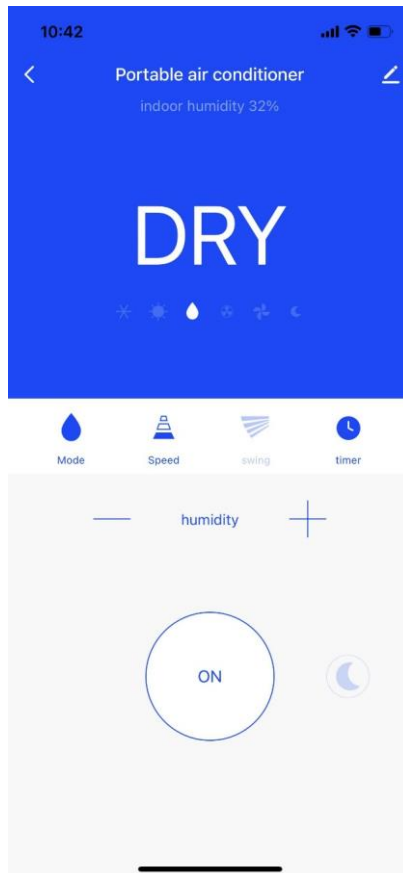 10:42
Portable air conditioner
indoor humidity 32%
DRY
Mode Speed swing timer
humidity
ON